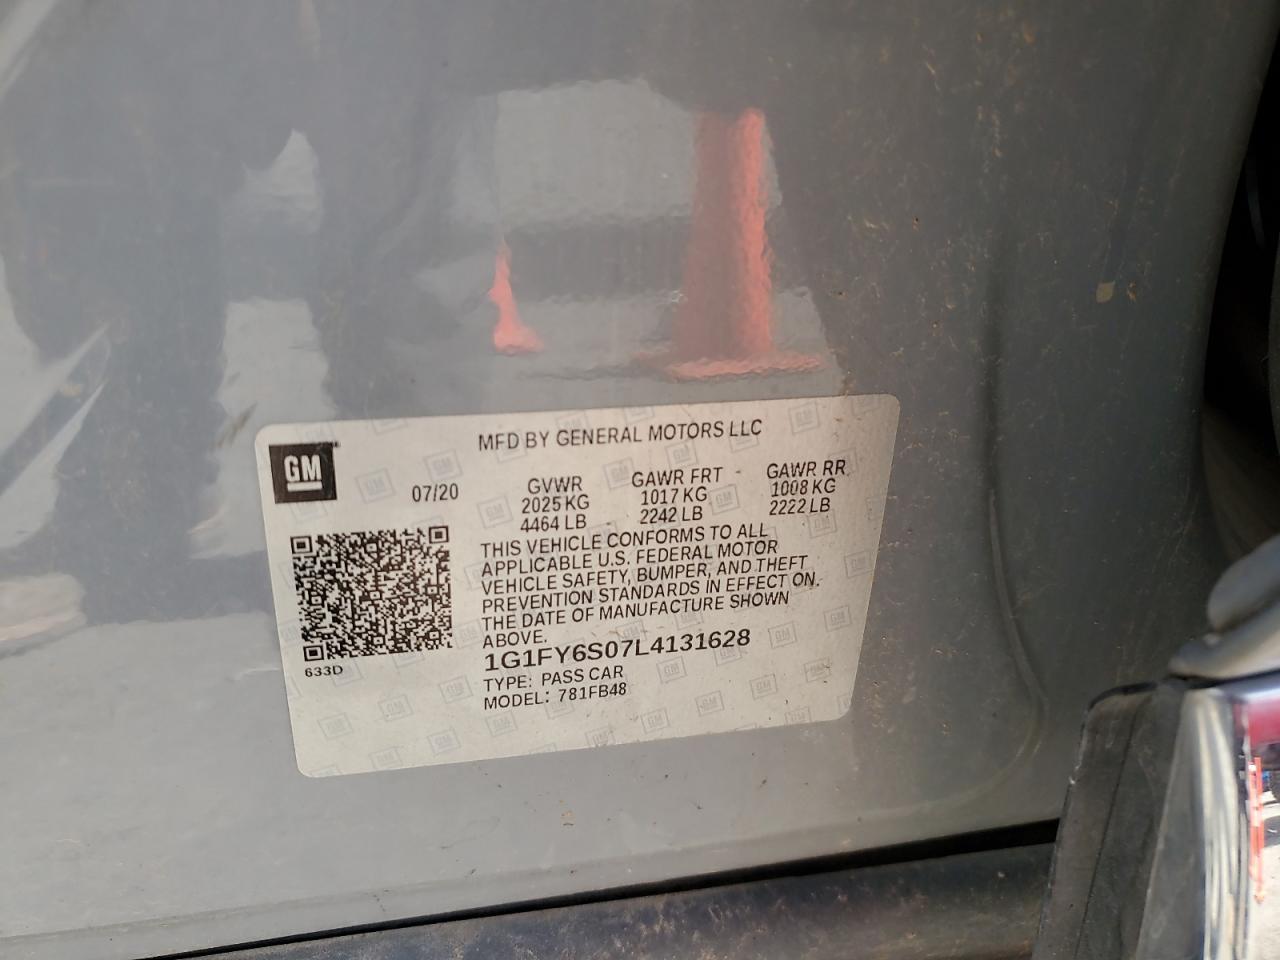 GM
MFD BY GENERAL MOTORS LLC
07/20
GVWR
2025 KG
4464 LB
GAWR FRT
1017 KG
2242 LB
GAWR RR
1008 KG
2222 LB
THIS VEHICLE CONFORMS TO ALL
APPLICABLE U.S. FEDERAL MOTOR
VEHICLE SAFETY, BUMPER, AND THEFT
PREVENTION STANDARDS IN EFFECT ON
THE DATE OF MANUFACTURE SHOWN
ABOVE.
1G1FY6S07L4131628
TYPE: PASS CAR
MODEL: 781FB48
633D